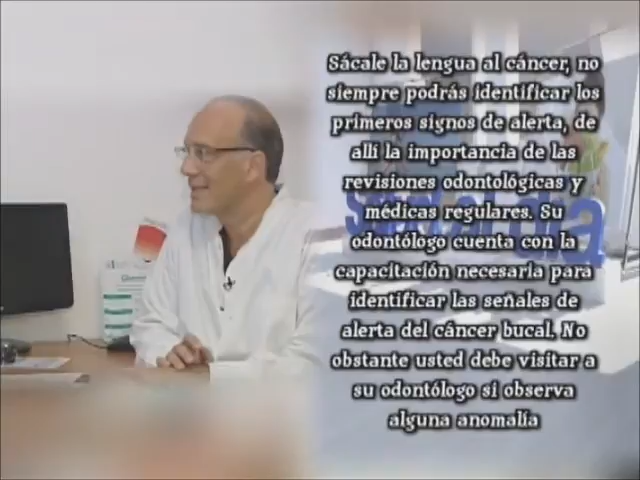 Sácale la lengua al cáncer, no
siempre podrás identificar los
primeros signos de alerta, de
allí la importancia de las
revisiones odontológicas y
médicas regulares. Su
odontólogo cuenta con la
capacitación necesaria para
identificar las señales de
alerta del cáncer bucal. No
obstante usted debe visitar a
su odontólogo si observa
alguna anomalía